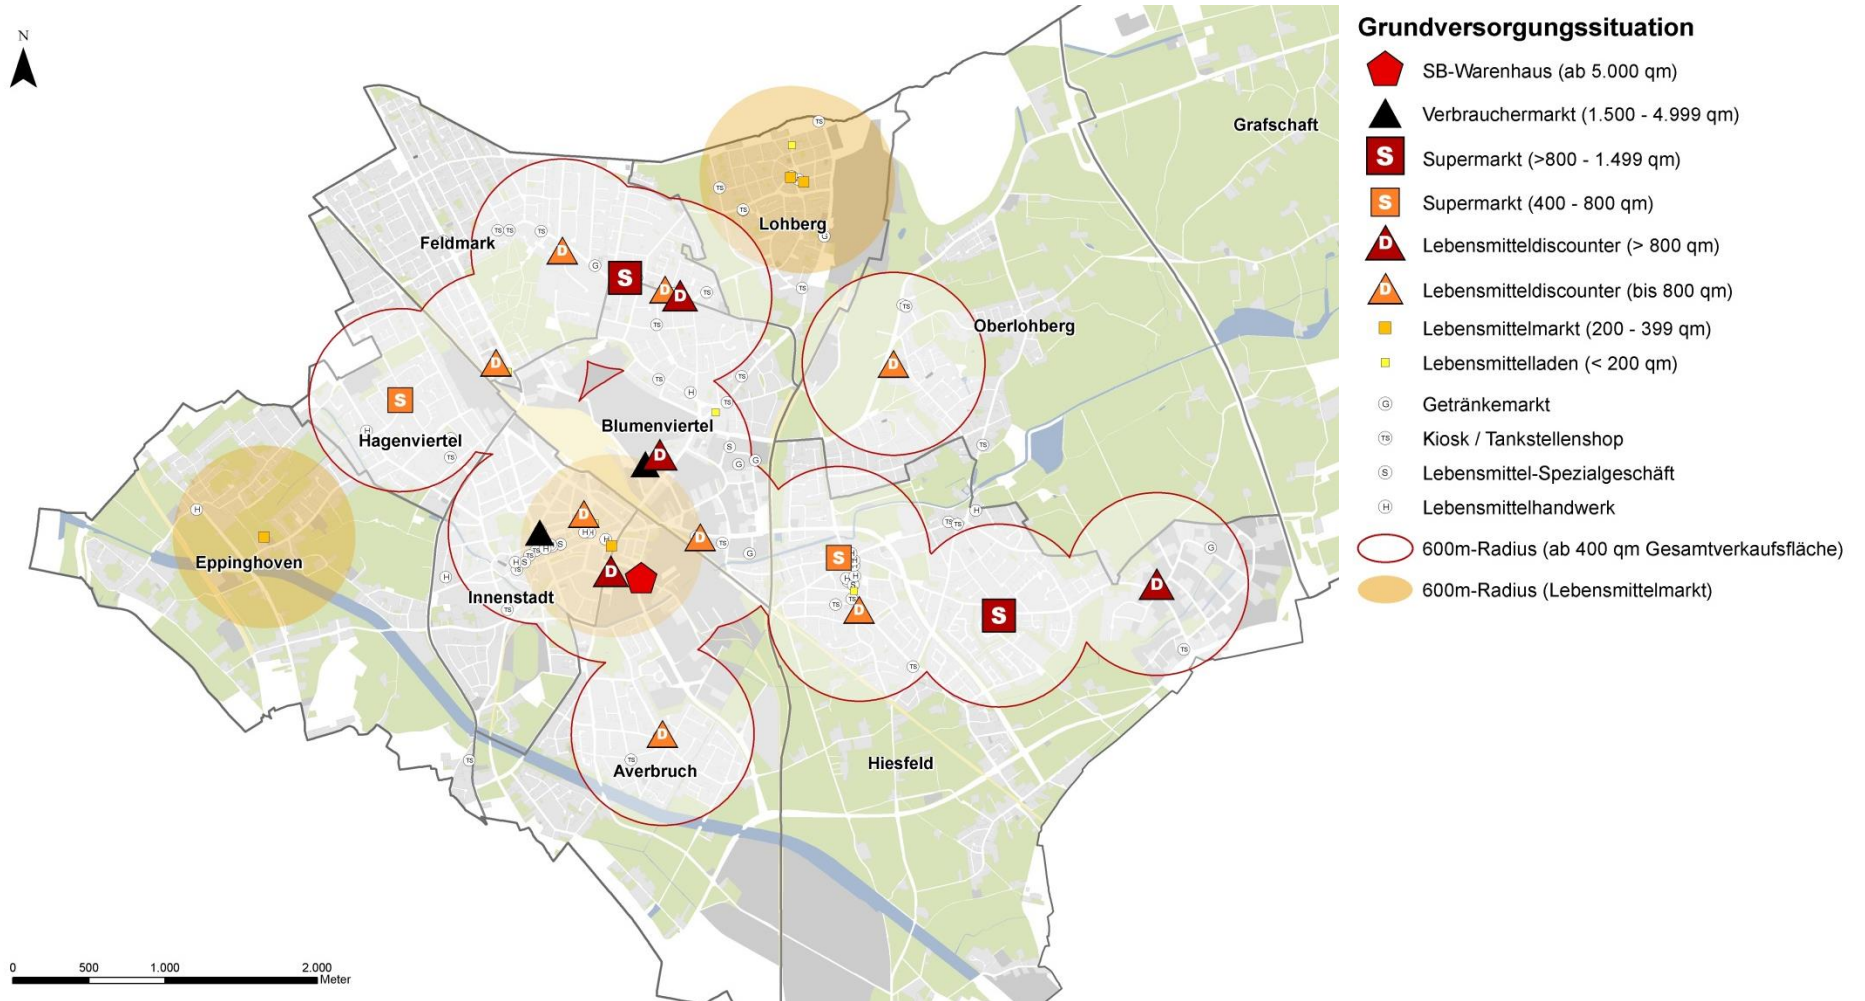 N
Grundversorgungssituation
SB-Warenhaus (ab 5.000 qm)
Verbrauchermarkt (1.500 - 4.999 qm)
S
Supermarkt (>800 - 1.499 qm)
S
Supermarkt (400 - 800 qm)
D
Lebensmitteldiscounter (> 800 qm)
D
Lebensmitteldiscounter (bis 800 qm)
Lebensmittelmarkt (200 - 399 qm)
Lebensmittelladen (< 200 qm)
G
Getränkemarkt
TS
Kiosk / Tankstellenshop
S
Lebensmittel-Spezialgeschäft
H
Lebensmittelhandwerk
600m-Radius (ab 400 qm Gesamtverkaufsfläche)
600m-Radius (Lebensmittelmarkt)
Grafschaft
Lohberg
Feldmark
Oberlohberg
Blumenviertel
Hagenviertel
Eppinghoven
Innenstadt
Averbruch
Hiesfeld
0 500 1.000 2.000
Meter